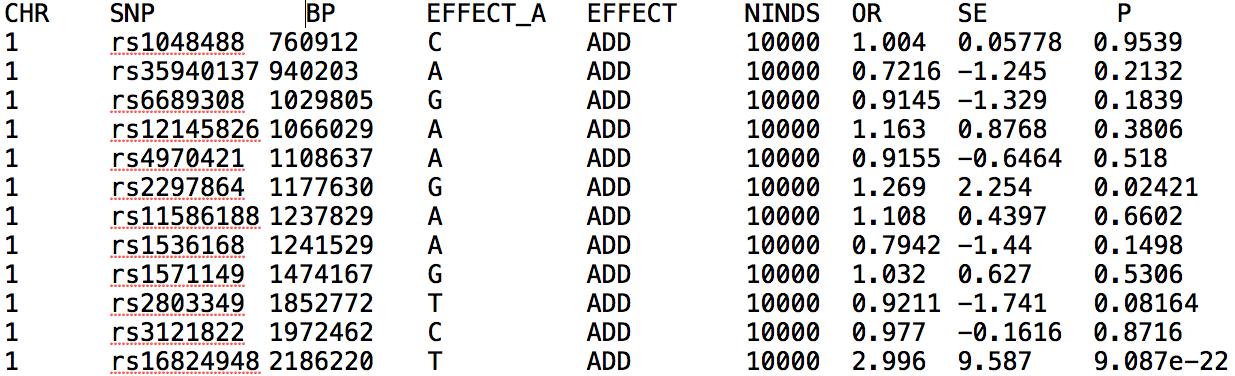 CHR SNP BP EFFECT_A EFFECT NINDS OR SE P
1 rs1048488 760912 C ADD 10000 1.004 0.05778 0.9539
1 rs35940137 940203 A ADD 10000 0.7216 -1.245 0.2132
1 rs6689308 1029805 G ADD 10000 0.9145 -1.329 0.1839
1 rs12145826 1066029 A ADD 10000 1.163 0.8768 0.3806
1 rs4970421 1108637 A ADD 10000 0.9155 -0.6464 0.518
1 rs2297864 1177630 G ADD 10000 1.269 2.254 0.02421
1 rs11586188 1237829 A ADD 10000 1.108 0.4397 0.6602
1 rs1536168 1241529 A ADD 10000 0.7942 -1.44 0.1498
1 rs1571149 1474167 G ADD 10000 1.032 0.627 0.5306
1 rs2803349 1852772 T ADD 10000 0.9211 -1.741 0.08164
1 rs3121822 1972462 C ADD 10000 0.977 -0.1616 0.8716
1 rs16824948 2186220 T ADD 10000 2.996 9.587 9.087e-22